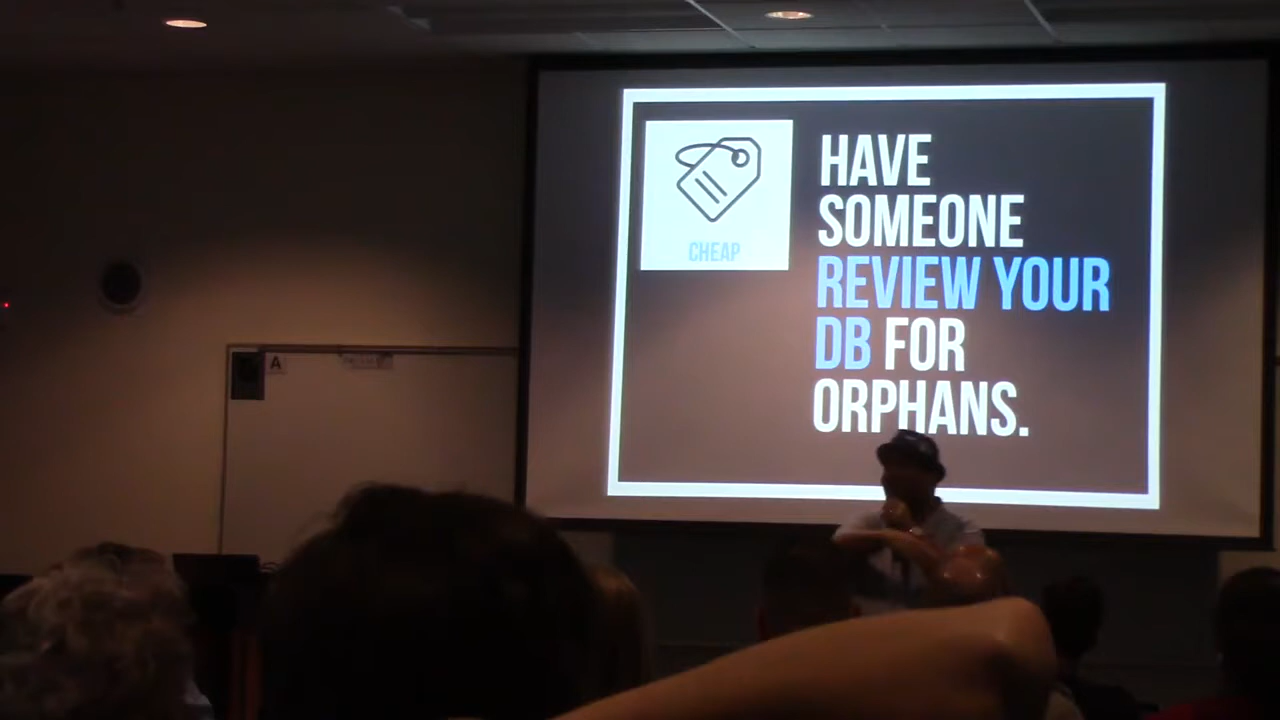 HAVE
SOMEONE
REVIEW YOUR
DB FOR
ORPHANS.
CHEAP
A